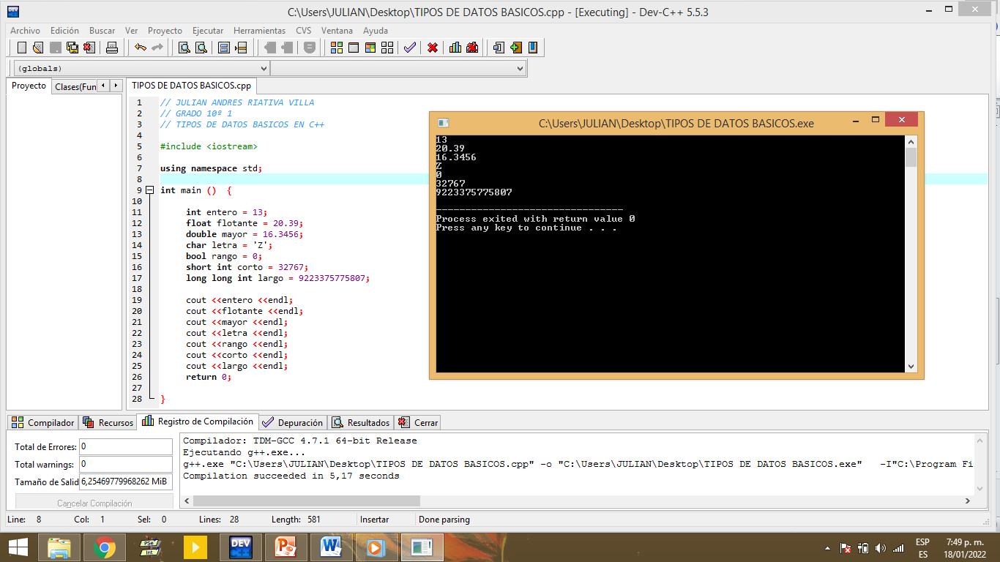 C:\Users\JULIAN\Desktop\TIPOS DE DATOS BASICOS.cpp - [Executing] - Dev-C++ 5.5.3
Archivo Edición Buscar Ver Proyecto Ejecutar Herramientas CVS Ventana Ayuda
(globals)
Proyecto Clases(Fun
TIPOS DE DATOS BASICOS.cpp
1 // JULIAN ANDRES RIATIVA VILLA
2 // GRADO 10º 1
3 // TIPOS DE DATOS BASICOS EN C++
4
5 #include <iostream>
6
7 using namespace std;
8
9 int main () {
10
11 int entero = 13;
12 float flotante = 20.39;
13 double mayor = 16.3456;
14 char letra = 'Z';
15 bool rango = 0;
16 short int corto = 32767;
17 long long int largo = 9223375775807;
18
19 cout <<entero <<endl;
20 cout <<flotante <<endl;
21 cout <<mayor <<endl;
22 cout <<letra <<endl;
23 cout <<rango <<endl;
24 cout <<corto <<endl;
25 cout <<largo <<endl;
26 return 0;
27
28 }
C:\Users\JULIAN\Desktop\TIPOS DE DATOS BASICOS.exe
13
20.39
16.3456
Z
0
32767
9223375775807
--------------------------------
Process exited with return value 0
Press any key to continue . . .
Compilador Recursos Registro de Compilación Depuración Resultados Cerrar
Total de Errores: 0
Total warnings: 0
Tamaño de Salid 6,25469779968262 MiB
Cancelar Compilación
Compilador: TDM-GCC 4.7.1 64-bit Release
Ejecutando g++.exe...
g++.exe "C:\Users\JULIAN\Desktop\TIPOS DE DATOS BASICOS.cpp" -o "C:\Users\JULIAN\Desktop\TIPOS DE DATOS BASICOS.exe" -I"C:\Program Fi
Compilation succeeded in 5,17 seconds
Line: 8 Col: 1 Sel: 0 Lines: 28 Length: 581 Insertar Done parsing
PSe Int
DEV C++
ESP
ES
7:49 p. m.
18/01/2022